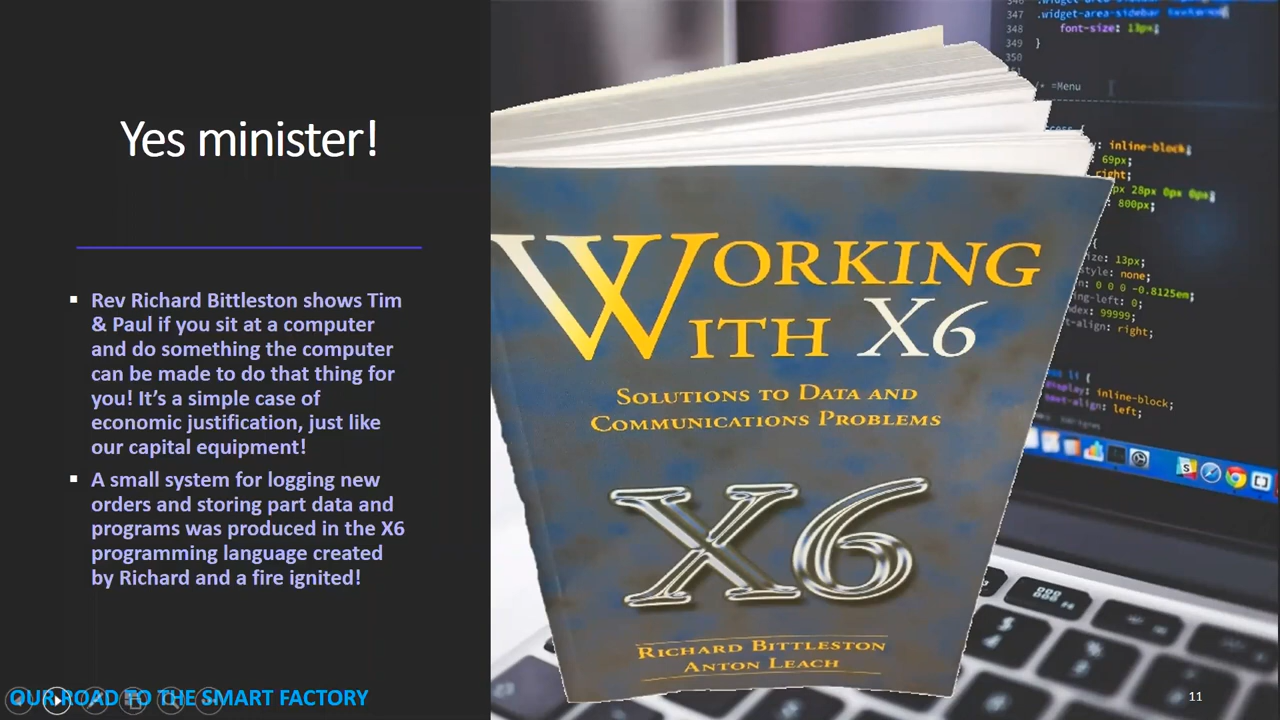 Yes minister!
Rev Richard Bittleston shows Tim
& Paul if you sit at a computer
and do something the computer
can be made to do that thing for
you! It's a simple case of
economic justification, just like
our capital equipment!
A small system for logging new
orders and storing part data and
programs was produced in the X6
programming language created
by Richard and a fire ignited!
OUR ROAD TO THE SMART FACTORY
WORKING
WITH X6
SOLUTIONS TO DATA AND
COMMUNICATIONS PROBLEMS
X6
RICHARD BITTLESTON
ANTON LEACH
347
348 font-size: 13px;
349 }
350
=Menu
inline-block;
69px;
right;
28px 0px 0px;
800px;
{
13px;
style: none;
0 0 0 -0.8125em;
-left: 0;
index: 99999;
-align: right;
li {
inline-block;
align: left;
11